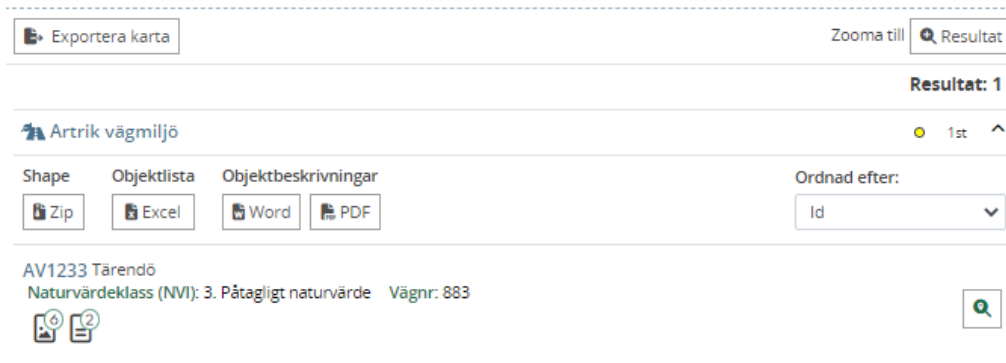 Exportera karta
Zooma till Resultat
Resultat: 1
Artrik vägmiljö 1st
Shape Objektlista Objektbeskrivningar Ordnad efter:
Zip Excel Word PDF Id
AV1233 Tärendö
Naturvärdeklass (NVI): 3. Påtagligt naturvärde Vägnr: 883
6 2